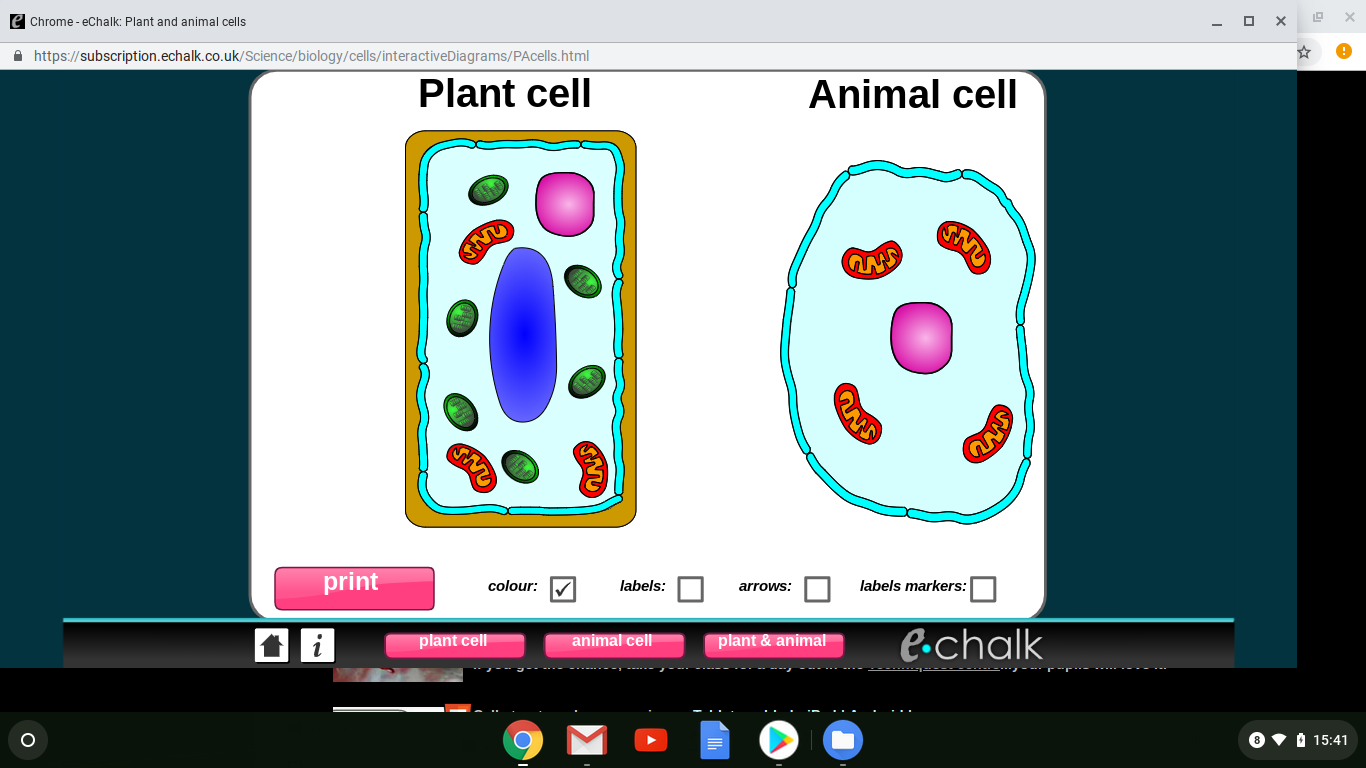 Chrome - eChalk: Plant and animal cells
https://subscription.echalk.co.uk/Science/biology/cells/interactiveDiagrams/PAcells.html
Plant cell Animal cell
print colour: labels: arrows: labels markers:
i plant cell animal cell plant & animal e·chalk
8 15:41